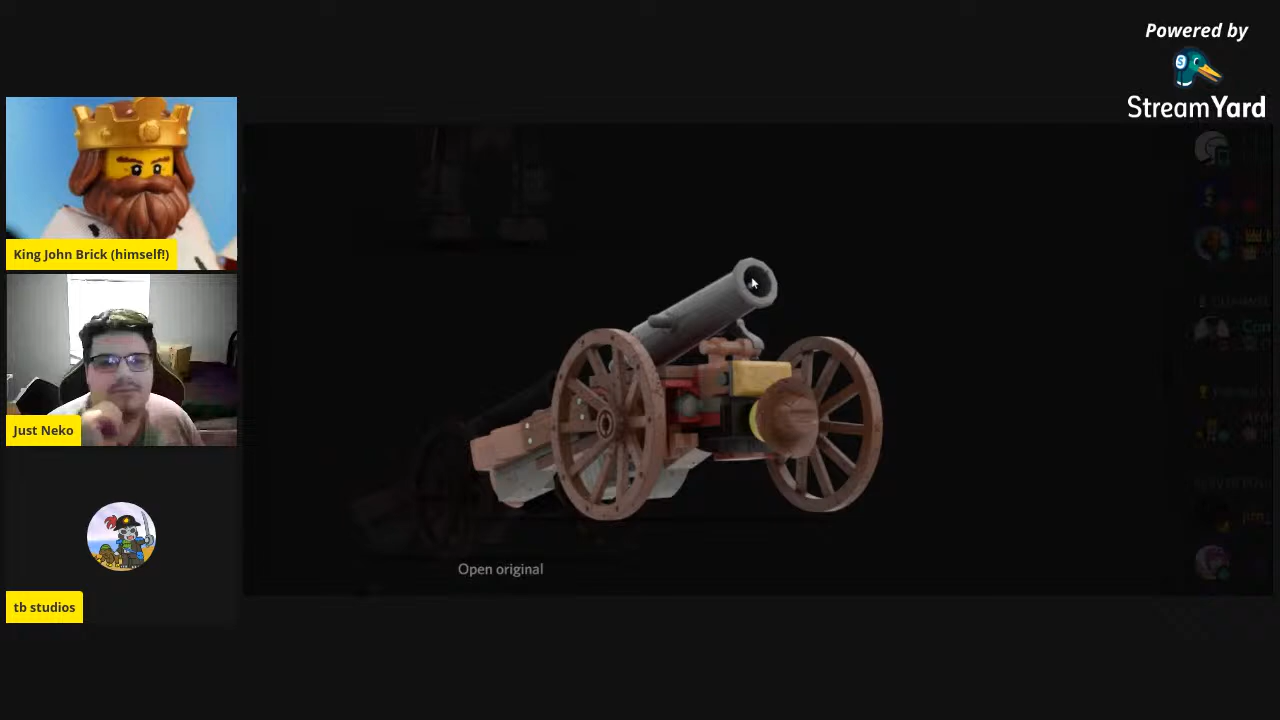 Powered by
StreamYard
King John Brick (himself!)
Just Neko
tb studios
Open original